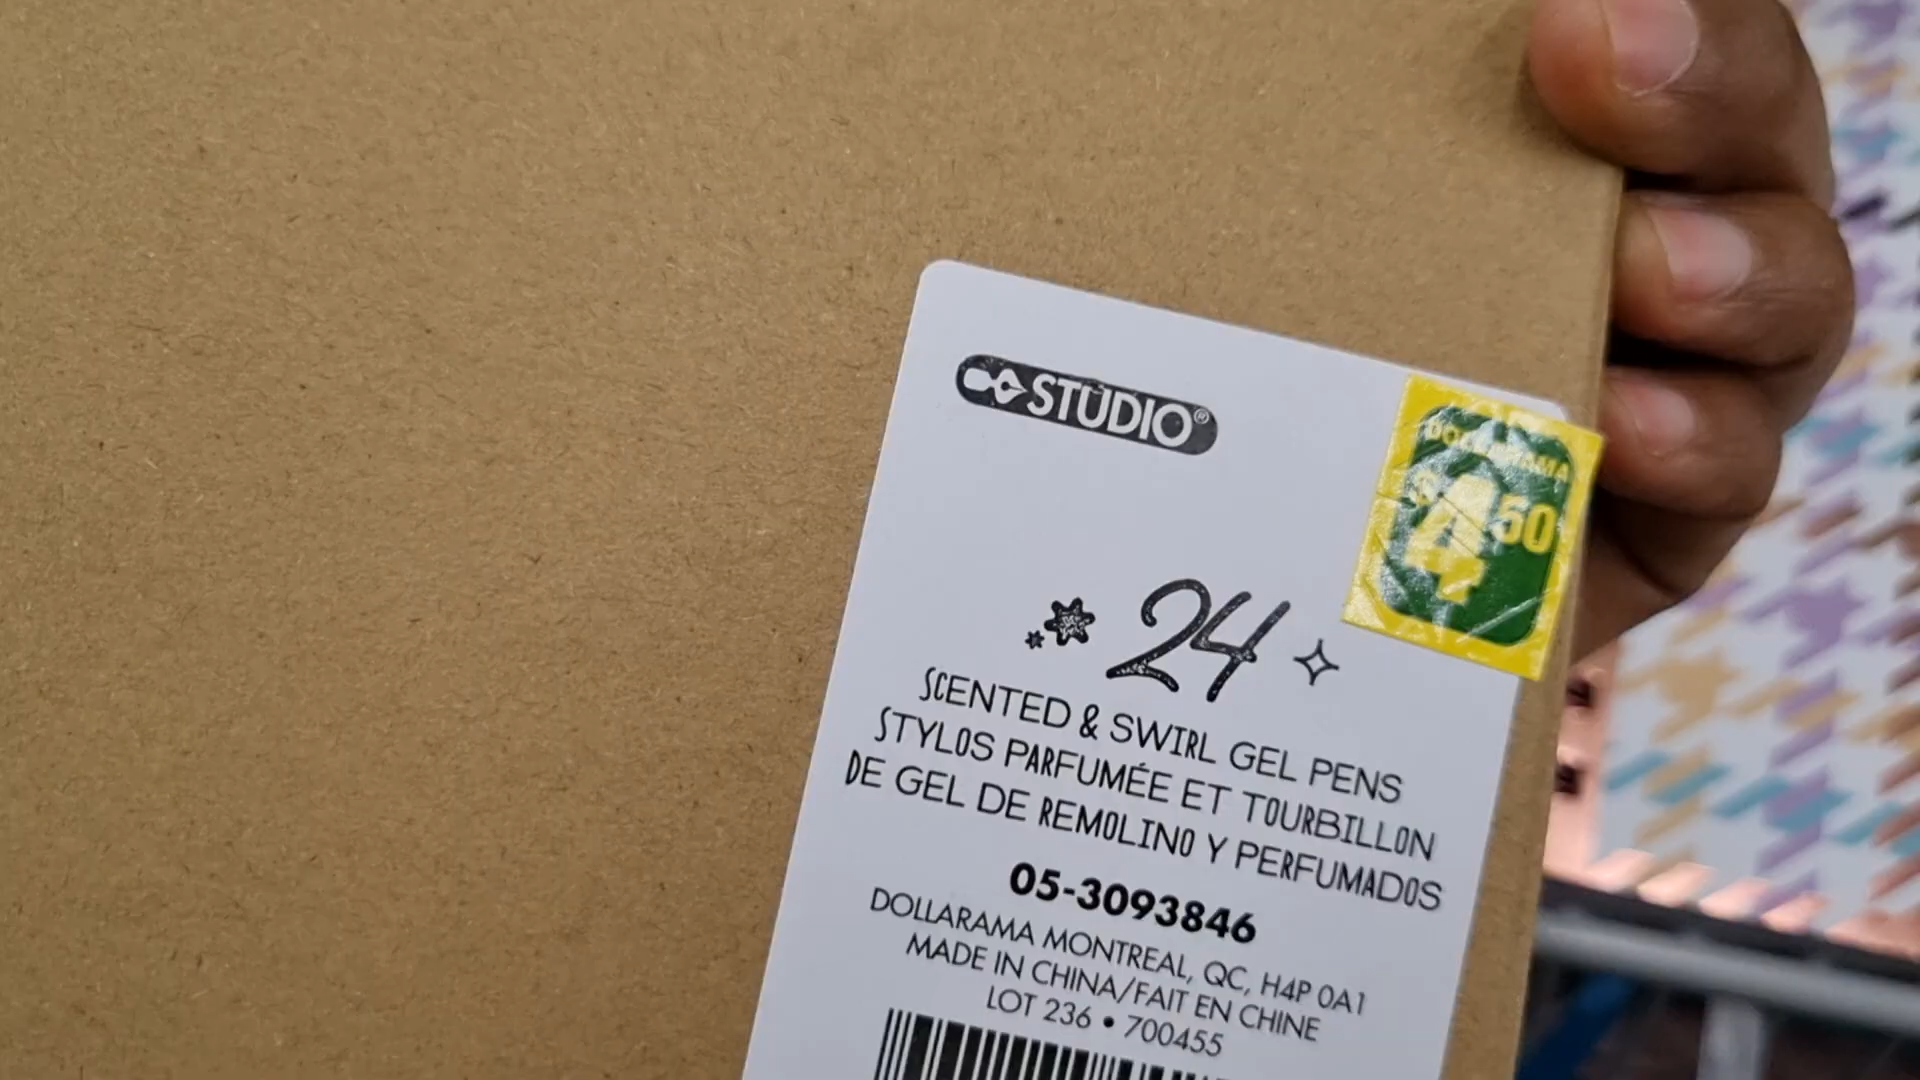 STUDIO®
DOLLARAMA
$4.50
24
SCENTED & SWIRL GEL PENS
STYLOS PARFUMÉE ET TOURBILLON
DE GEL DE REMOLINO Y PERFUMADOS
05-3093846
DOLLARAMA MONTREAL, QC, H4P 0A1
MADE IN CHINA/FAIT EN CHINE
LOT 236 • 700455